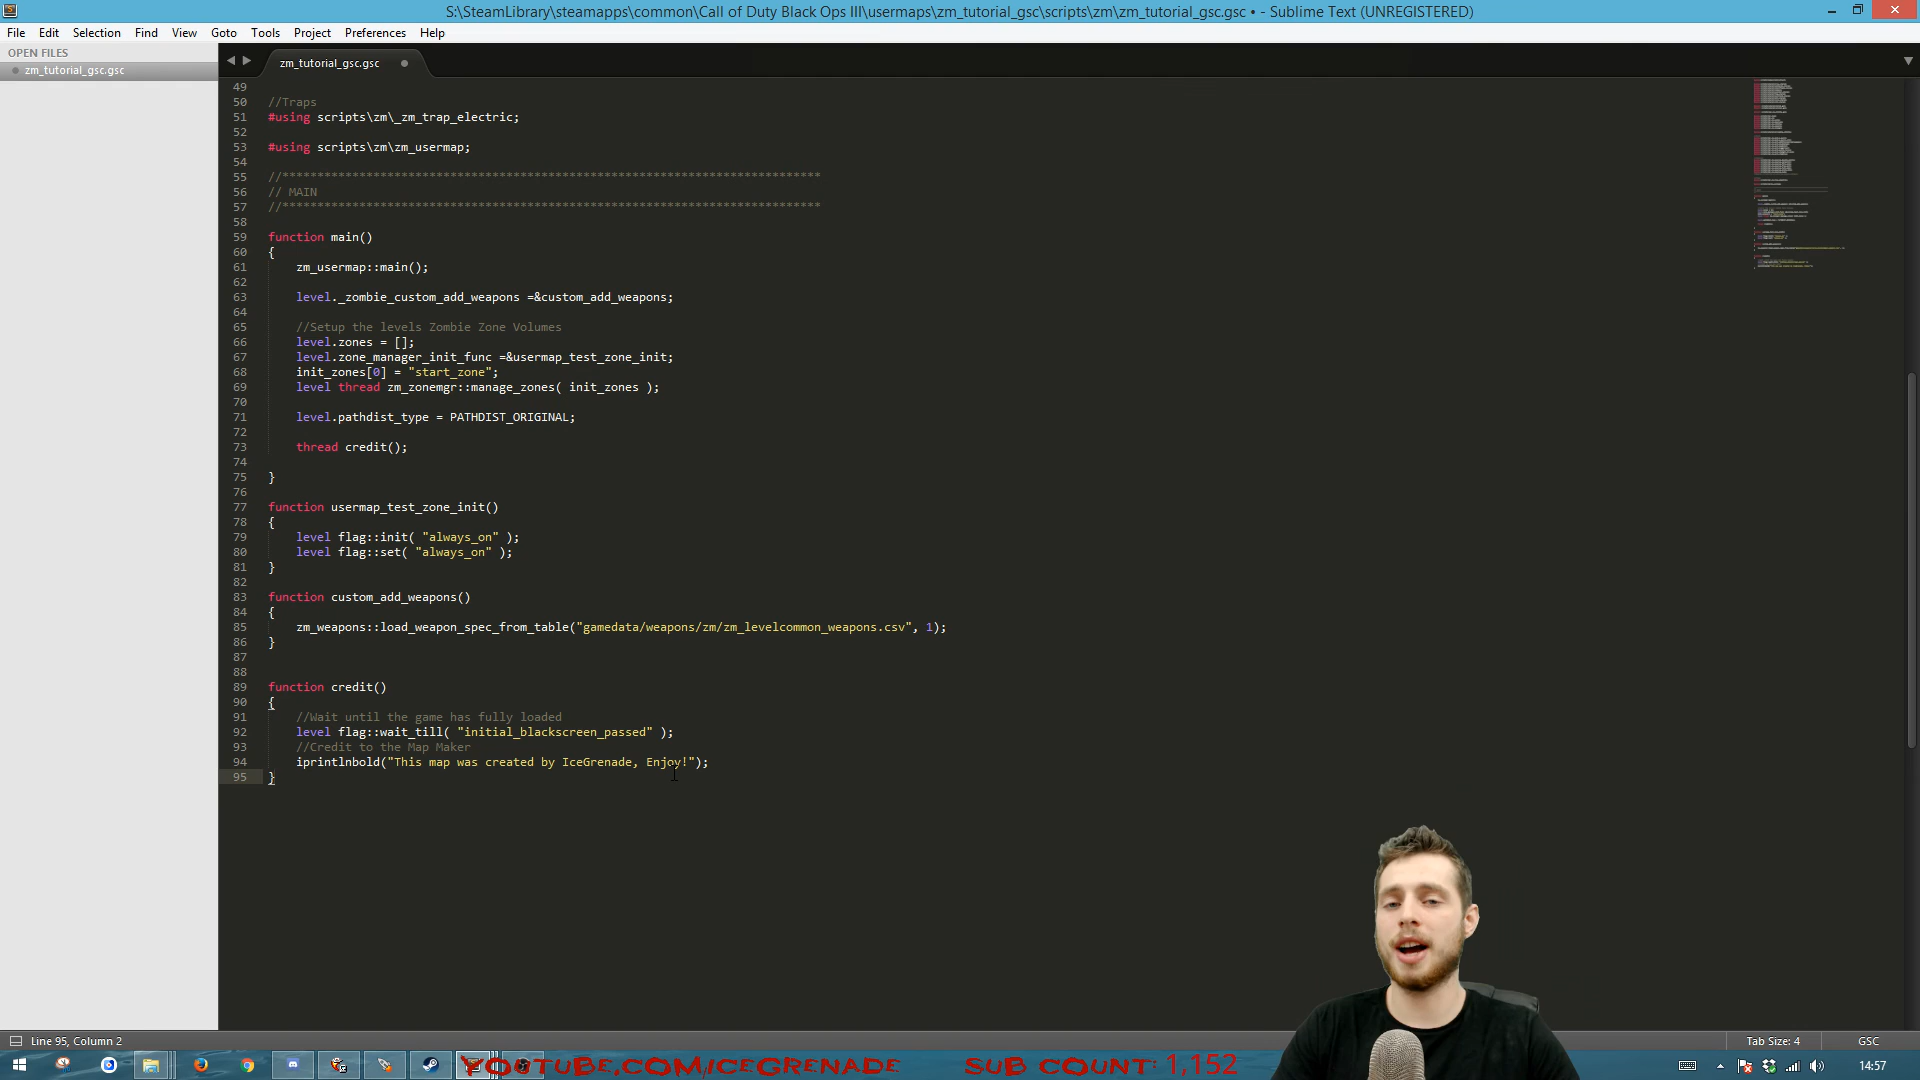 S:\SteamLibrary\steamapps\common\Call of Duty Black Ops III\usermaps\zm_tutorial_gsc\scripts\zm\zm_tutorial_gsc.gsc • - Sublime Text (UNREGISTERED)
File Edit Selection Find View Goto Tools Project Preferences Help
OPEN FILES
zm_tutorial_gsc.gsc
zm_tutorial_gsc.gsc
49
50 //Traps
51 #using scripts\zm\_zm_trap_electric;
52
53 #using scripts\zm\zm_usermap;
54
55 //*****************************************************************************
56 // MAIN
57 //*****************************************************************************
58
59 function main()
60 {
61 zm_usermap::main();
62
63 level._zombie_custom_add_weapons =&custom_add_weapons;
64
65 //Setup the levels Zombie Zone Volumes
66 level.zones = [];
67 level.zone_manager_init_func =&usermap_test_zone_init;
68 init_zones[0] = "start_zone";
69 level thread zm_zonemgr::manage_zones( init_zones );
70
71 level.pathdist_type = PATHDIST_ORIGINAL;
72
73 thread credit();
74
75 }
76
77 function usermap_test_zone_init()
78 {
79 level flag::init( "always_on" );
80 level flag::set( "always_on" );
81 }
82
83 function custom_add_weapons()
84 {
85 zm_weapons::load_weapon_spec_from_table("gamedata/weapons/zm/zm_levelcommon_weapons.csv", 1);
86 }
87
88
89 function credit()
90 {
91 //Wait until the game has fully loaded
92 level flag::wait_till( "initial_blackscreen_passed" );
93 //Credit to the Map Maker
94 iprintlnbold("This map was created by IceGrenade, Enjoy!");
95 }
Line 95, Column 2
Tab Size: 4
GSC
YOUTUBE.COM/ICEGRENADE SUB COUNT: 1,152
14:57